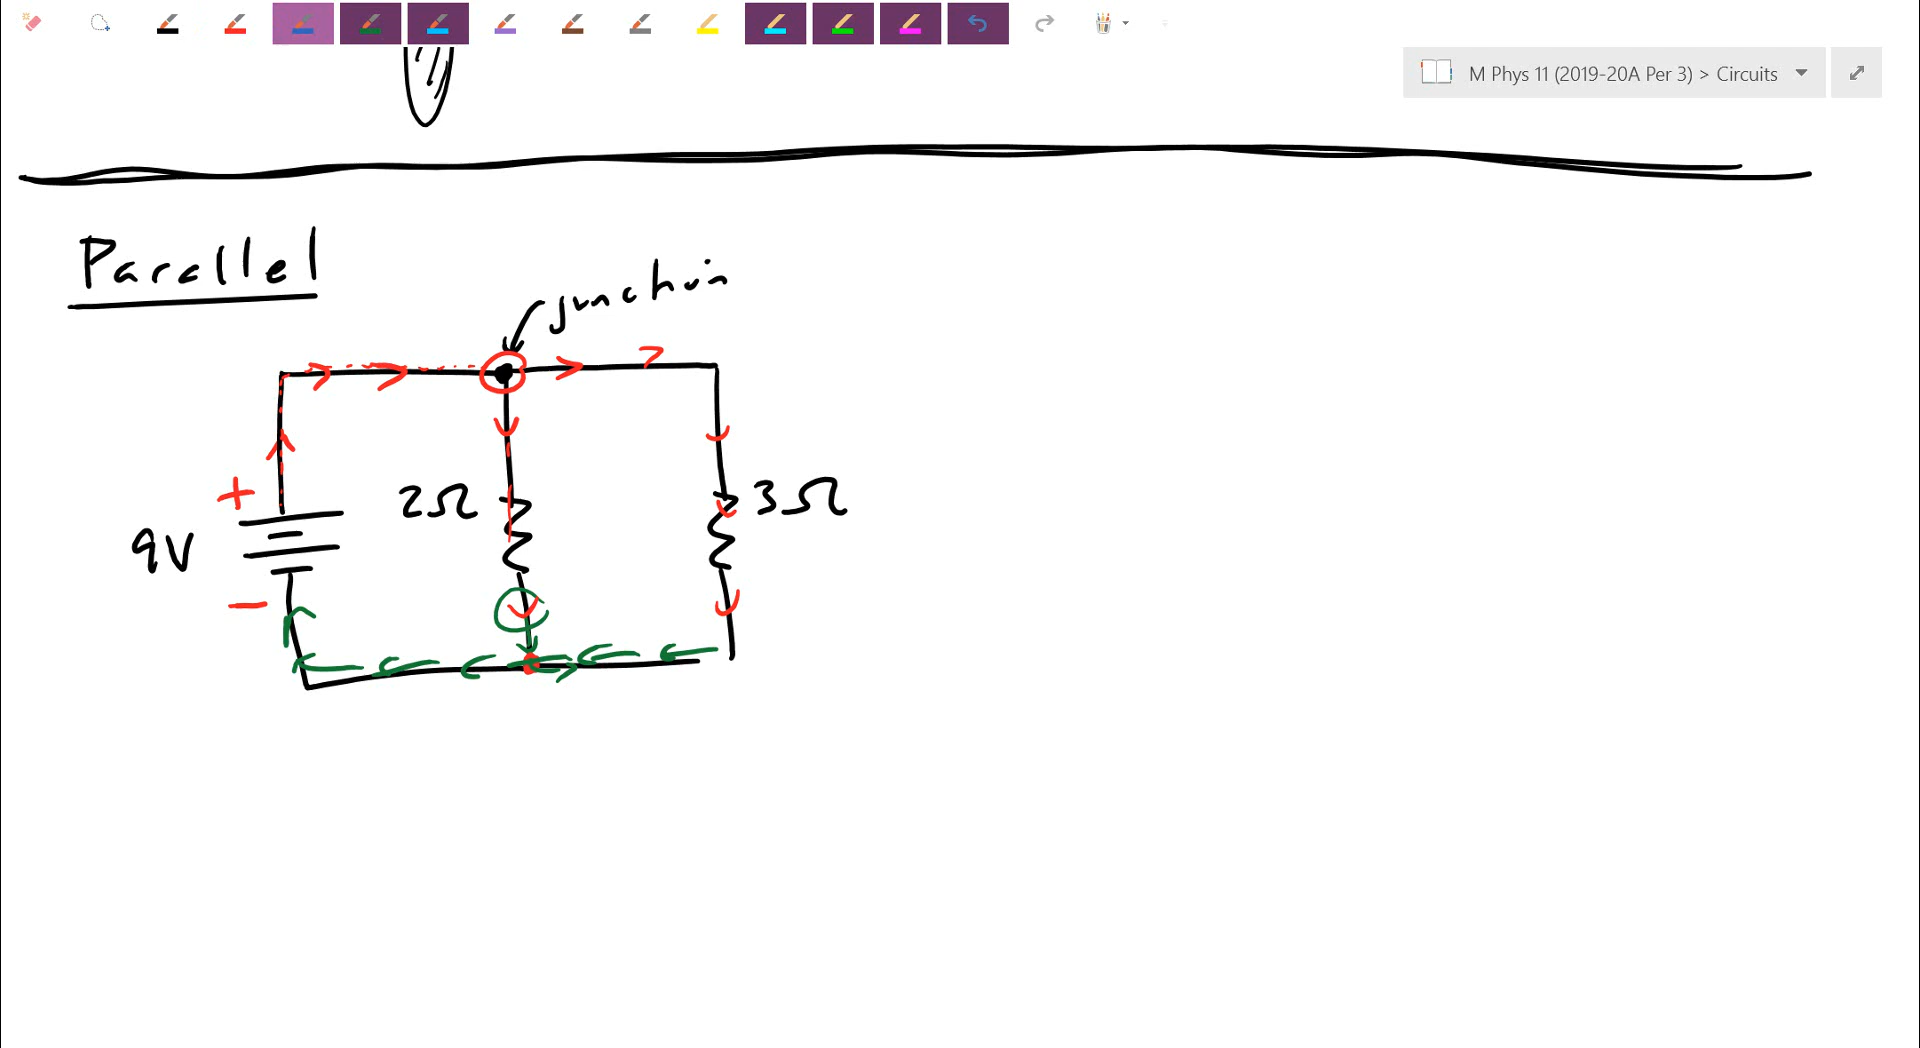 M Phys 11 (2019-20A Per 3) > Circuits
Parallel
junction
+
2Ω
3Ω
9V
−